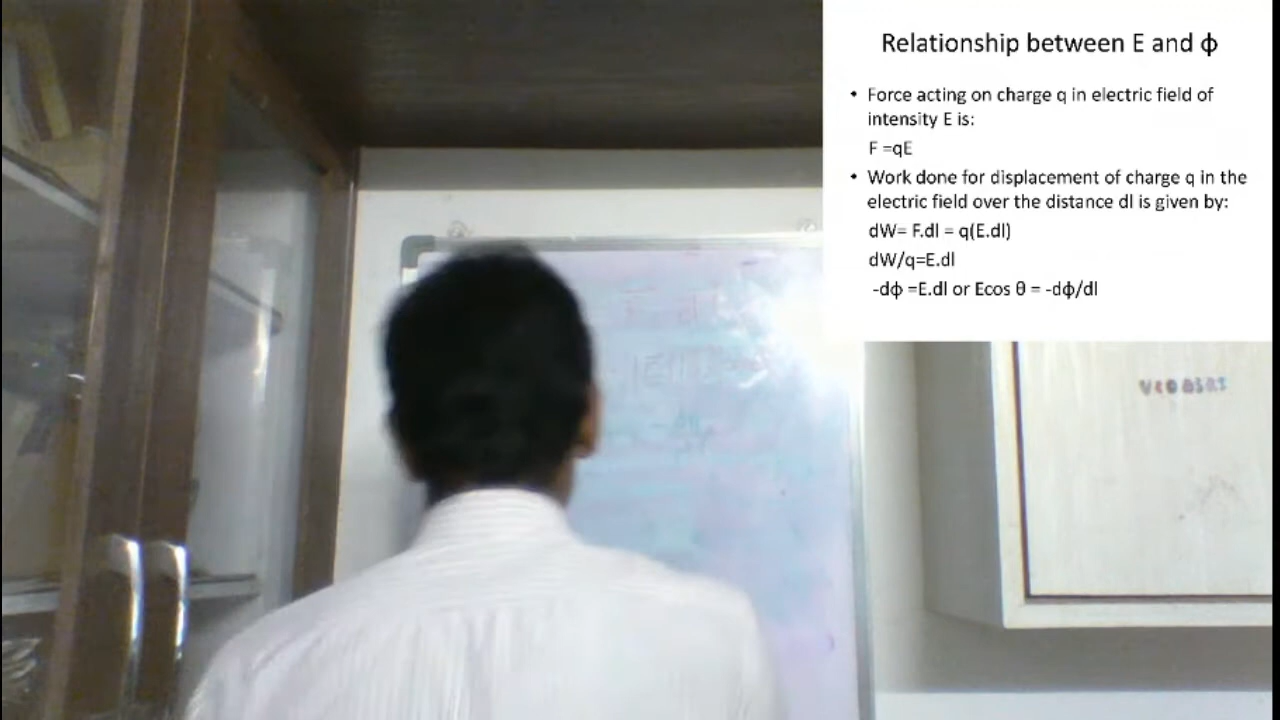 Relationship between E and ϕ
• Force acting on charge q in electric field of
intensity E is:
F =qE
• Work done for displacement of charge q in the
electric field over the distance dl is given by:
dW= F.dl = q(E.dl)
dW/q=E.dl
-dϕ =E.dl or Ecos θ = -dϕ/dl